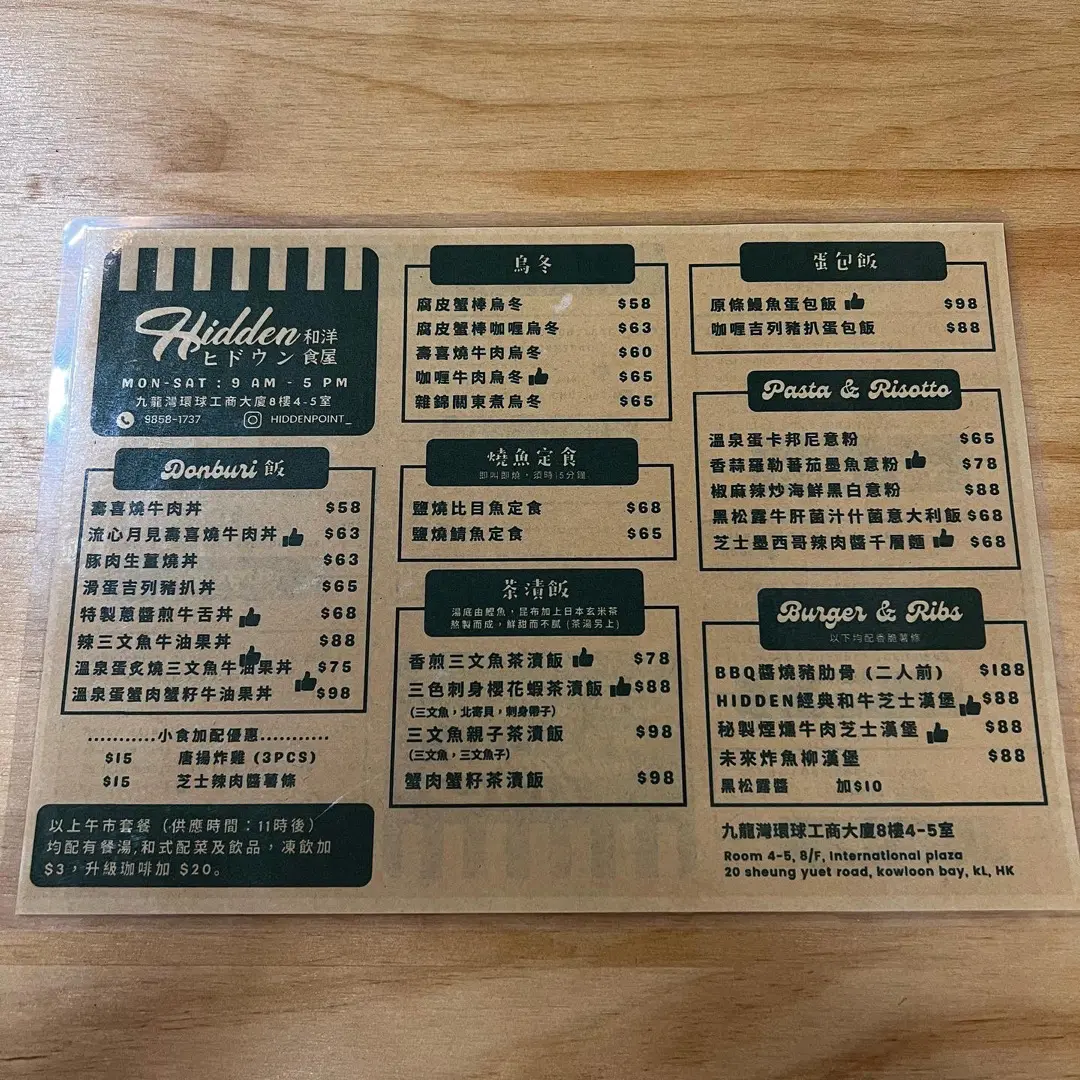 Hidden 和洋
ヒドウン 食屋
MON-SAT : 9 AM - 5 PM
九龍灣環球工商大廈8樓4-5室
9858-1737 HIDDENPOINT_
Donburi 飯
壽喜燒牛肉丼 $58
流心月見壽喜燒牛肉丼 $63
豚肉生薑燒丼 $63
滑蛋吉列豬扒丼 $65
特製蔥醬煎牛舌丼 $68
辣三文魚牛油果丼 $88
溫泉蛋炙燒三文魚牛油果丼 $75
溫泉蛋蟹肉蟹籽牛油果丼 $98
...........小食加配優惠...........
$15 唐揚炸雞 (3PCS)
$15 芝士辣肉醬薯條
以上午市套餐（供應時間：11時後）
均配有餐湯,和式配菜及飲品，凍飲加
$3，升級珈啡加 $20。
烏冬
腐皮蟹棒烏冬 $58
腐皮蟹棒咖喱烏冬 $63
壽喜燒牛肉烏冬 $60
咖喱牛肉烏冬 $65
雜錦關東煮烏冬 $65
燒魚定食
即叫即燒，須時15分鐘
鹽燒比目魚定食 $68
鹽燒鯖魚定食 $65
茶漬飯
湯底由鰹魚，昆布加上日本玄米茶
熬製而成，鮮甜而不膩 (茶湯另上)
香煎三文魚茶漬飯 $78
三色刺身櫻花蝦茶漬飯 $88
(三文魚，北寄貝，刺身帶子)
三文魚親子茶漬飯 $98
(三文魚，三文魚子)
蟹肉蟹籽茶漬飯 $98
蛋包飯
原條鰻魚蛋包飯 $98
咖喱吉列豬扒蛋包飯 $88
Pasta & Risotto
溫泉蛋卡邦尼意粉 $65
香蒜羅勒蕃茄墨魚意粉 $78
椒麻辣炒海鮮黑白意粉 $88
黑松露牛肝菌汁什菌意大利飯 $68
芝士墨西哥辣肉醬千層麵 $68
Burger & Ribs
以下均配香脆薯條
BBQ醬燒豬肋骨 (二人前) $188
HIDDEN經典和牛芝士漢堡 $88
秘製煙燻牛肉芝士漢堡 $88
未來炸魚柳漢堡 $88
黑松露醬 加$10
九龍灣環球工商大廈8樓4-5室
Room 4-5, 8/F, International plaza
20 sheung yuet road, kowloon bay, kL, HK